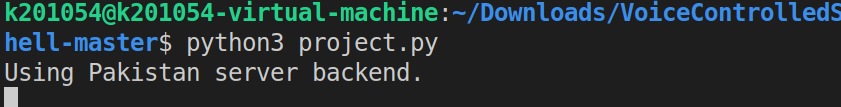 k201054@k201054-virtual-machine:~/Downloads/VoiceControlledS
hell-master$ python3 project.py
Using Pakistan server backend.